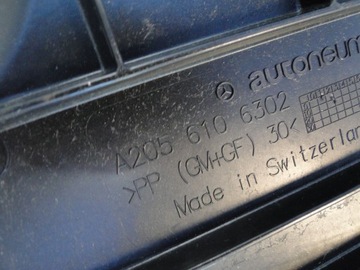 autoneum
A205 610 6302
>PP (GM+GF) 30<
Made in Switzerlan